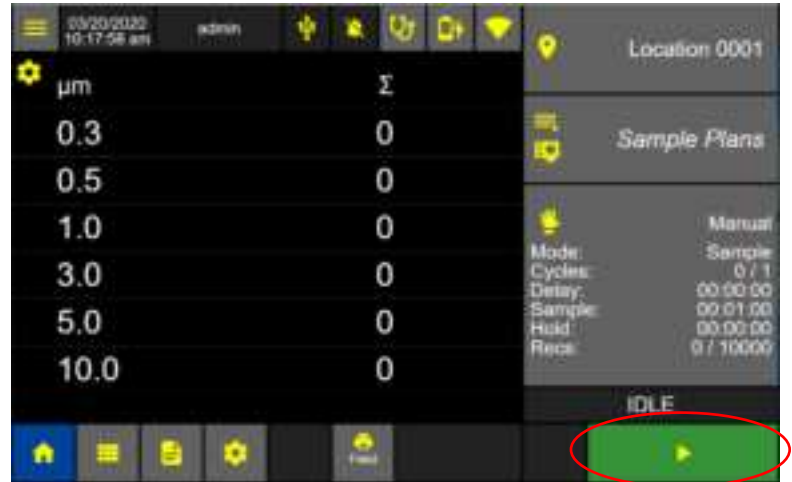 03/20/2020
10:17:58 am
admin
Location 0001
µm Σ
0.3 0
0.5 0
1.0 0
3.0 0
5.0 0
10.0 0
Sample Plans
Manual
Mode: Sample
Cycles: 0 / 1
Delay: 00:00:00
Sample: 00:01:00
Hold: 00:00:00
Recs: 0 / 10000
IDLE
Feed